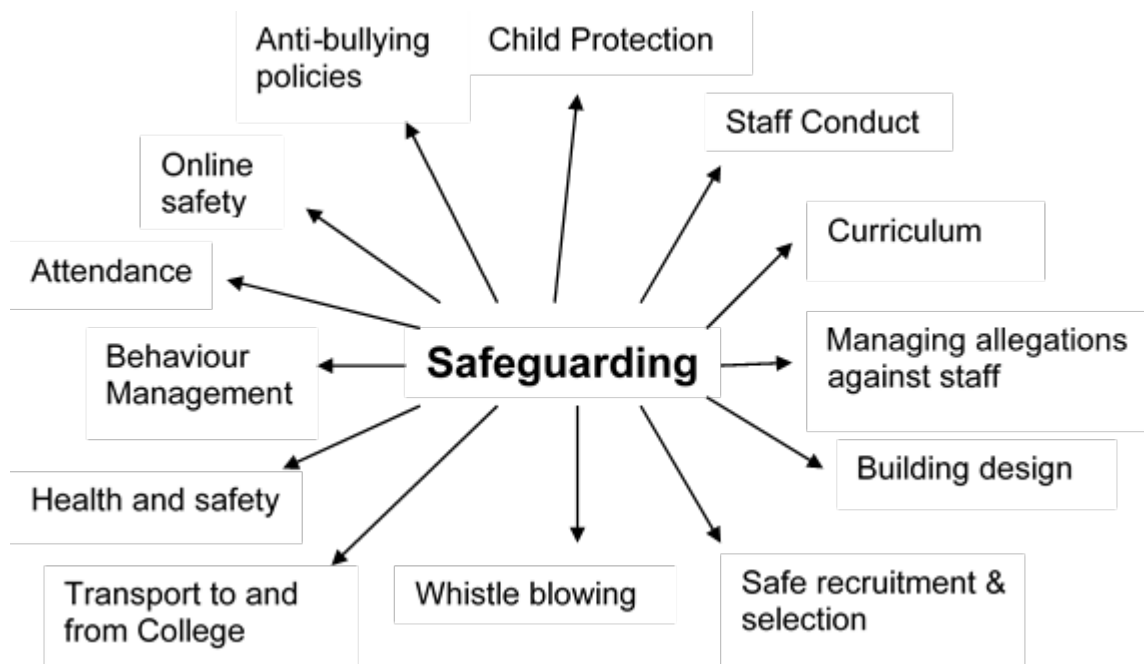 Anti-bullying
policies
Child Protection
Staff Conduct
Online
safety
Curriculum
Attendance
Behaviour
Management
Safeguarding
Managing allegations
against staff
Building design
Health and safety
Transport to and
from College
Whistle blowing
Safe recruitment &
selection